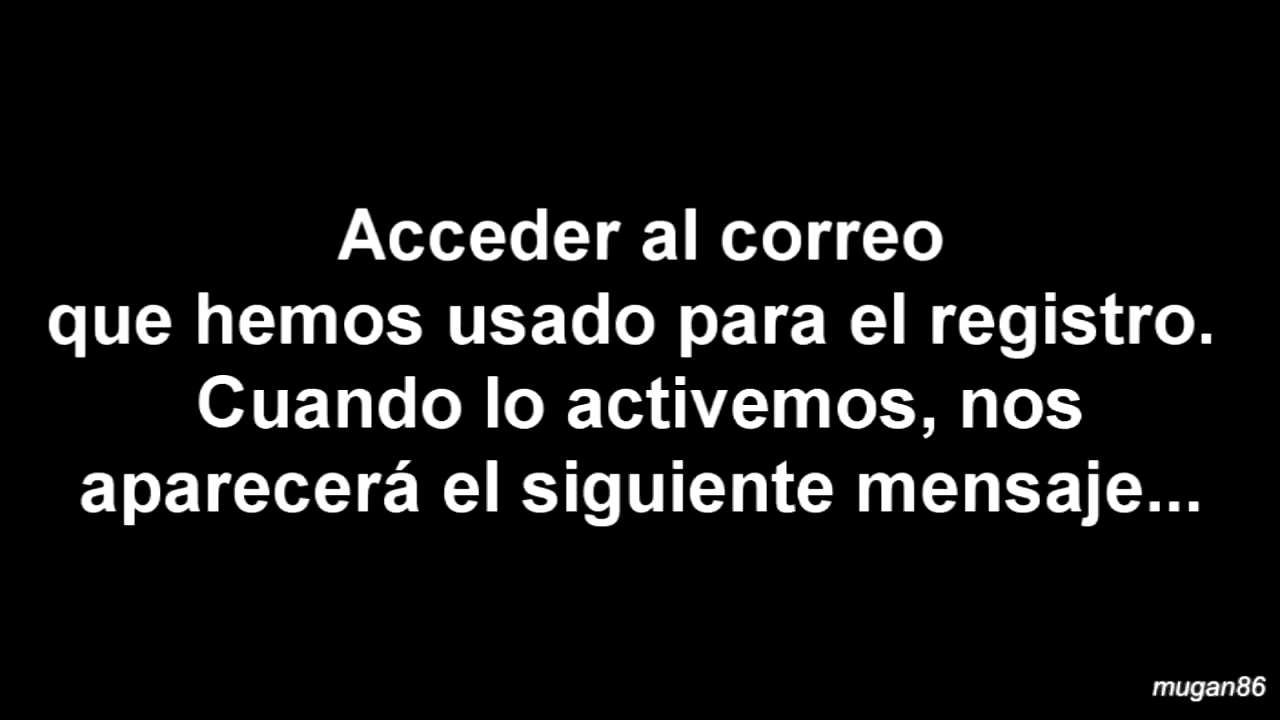 Acceder al correo
que hemos usado para el registro.
Cuando lo activemos, nos
aparecerá el siguiente mensaje...
mugan86